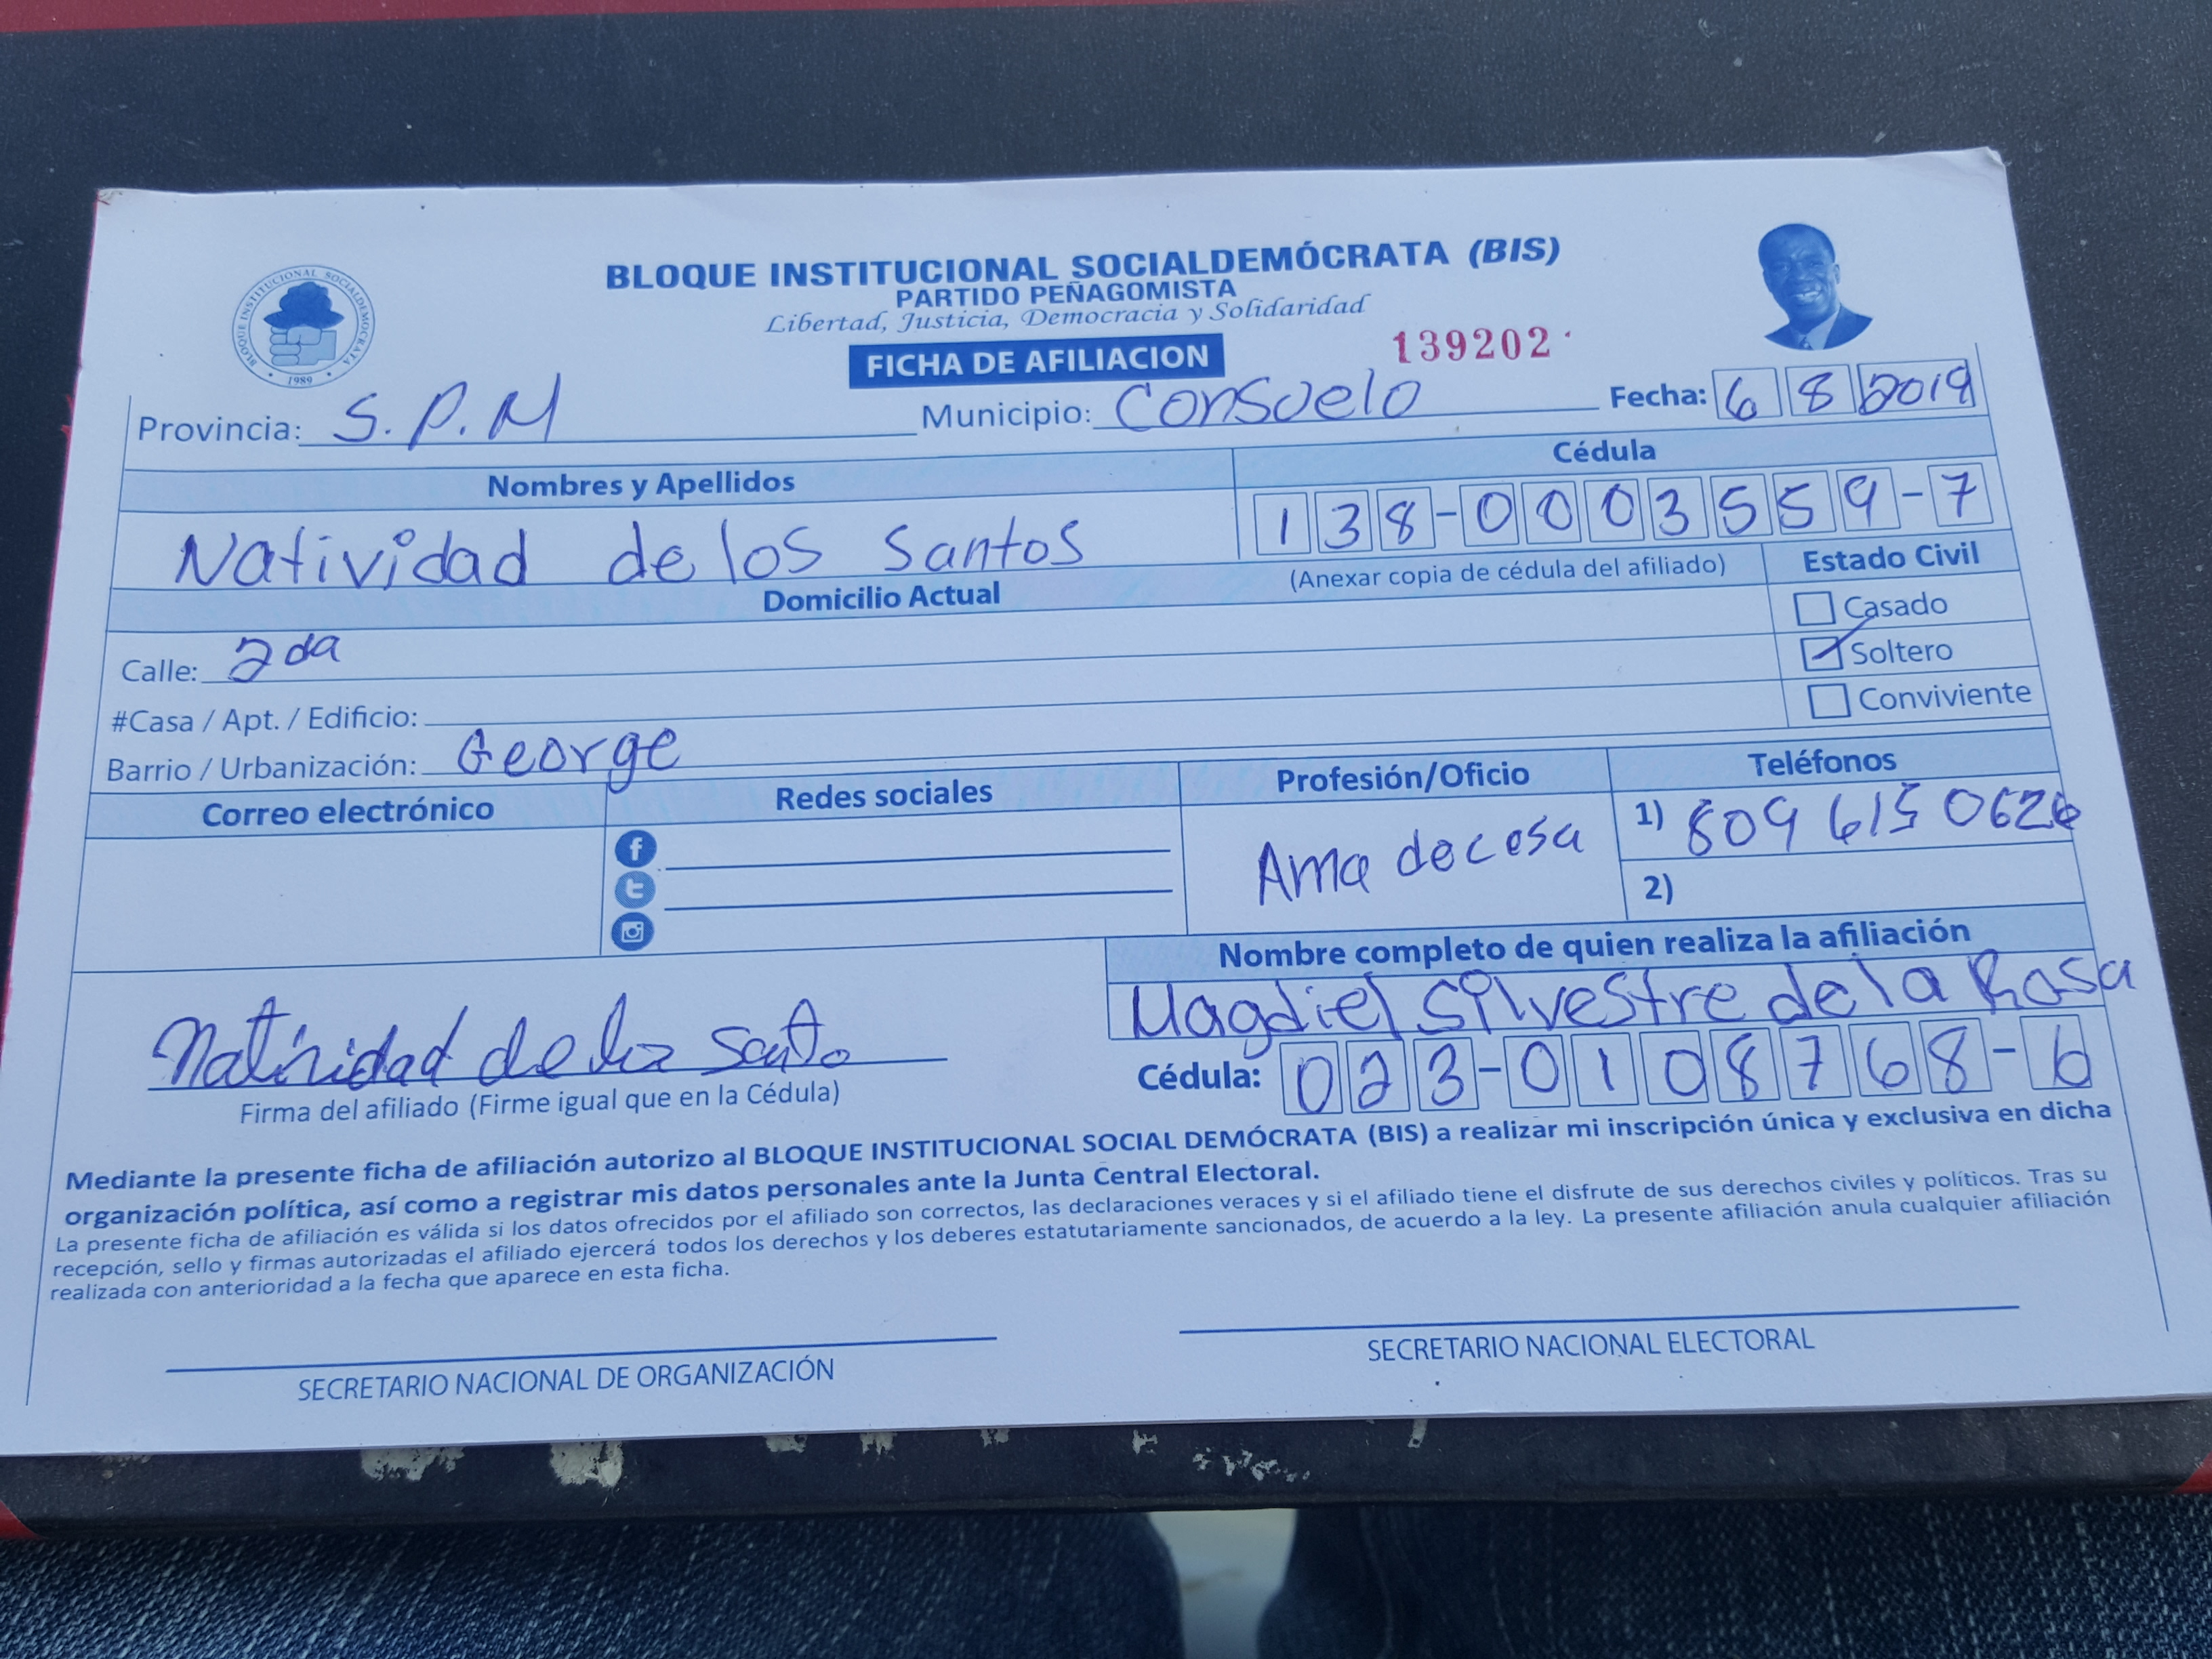 BLOQUE INSTITUCIONAL SOCIALDEMÓCRATA (BIS)
PARTIDO PEÑAGOMISTA
Libertad, Justicia, Democracia y Solidaridad
BLOQUE INSTITUCIONAL SOCIALDEMOCRATA
1989
FICHA DE AFILIACION
139202
Provincia: S.P.M Municipio: Consuelo Fecha: 6 8 2019
Nombres y Apellidos Cédula
Natividad de los Santos 138-0003559-7
Domicilio Actual (Anexar copia de cédula del afiliado) Estado Civil
Casado
Calle: 2da Soltero
#Casa / Apt. / Edificio: Conviviente
Barrio / Urbanización: George
Correo electrónico Redes sociales Profesión/Oficio Teléfonos
f
t
Ama de cosa
1) 809 615 0626
2)
Nombre completo de quien realiza la afiliación
Magdiel Silvestre de la Rosa
Natividad de los Santo Cédula: 023-0108768-6
Firma del afiliado (Firme igual que en la Cédula)
Mediante la presente ficha de afiliación autorizo al BLOQUE INSTITUCIONAL SOCIAL DEMÓCRATA (BIS) a realizar mi inscripción única y exclusiva en dicha
organización política, así como a registrar mis datos personales ante la Junta Central Electoral.
La presente ficha de afiliación es válida si los datos ofrecidos por el afiliado son correctos, las declaraciones veraces y si el afiliado tiene el disfrute de sus derechos civiles y políticos. Tras su
recepción, sello y firmas autorizadas el afiliado ejercerá todos los derechos y los deberes estatutariamente sancionados, de acuerdo a la ley. La presente afiliación anula cualquier afiliación
realizada con anterioridad a la fecha que aparece en esta ficha.
SECRETARIO NACIONAL DE ORGANIZACIÓN SECRETARIO NACIONAL ELECTORAL